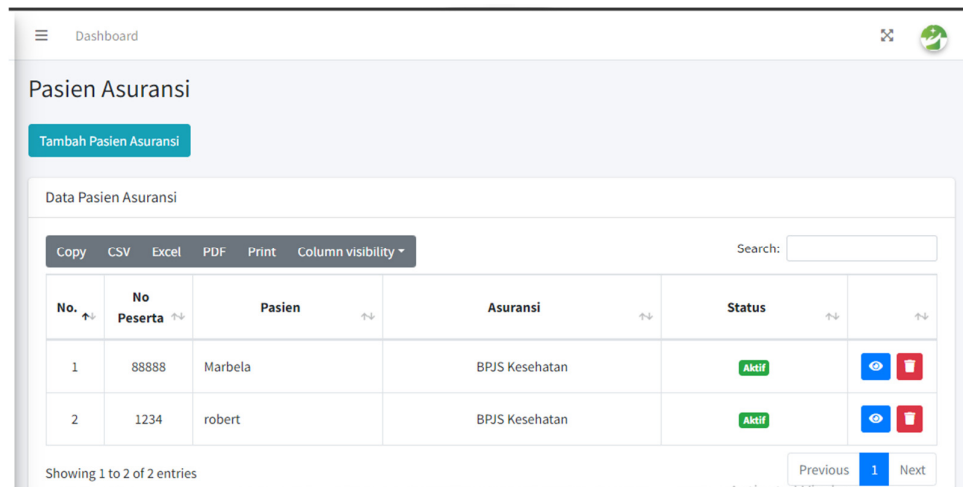 Dashboard
Pasien Asuransi
Tambah Pasien Asuransi
Data Pasien Asuransi
Copy CSV Excel PDF Print Column visibility
Search:
No. No Peserta Pasien Asuransi Status
1 88888 Marbela BPJS Kesehatan Aktif
2 1234 robert BPJS Kesehatan Aktif
Showing 1 to 2 of 2 entries
Previous 1 Next